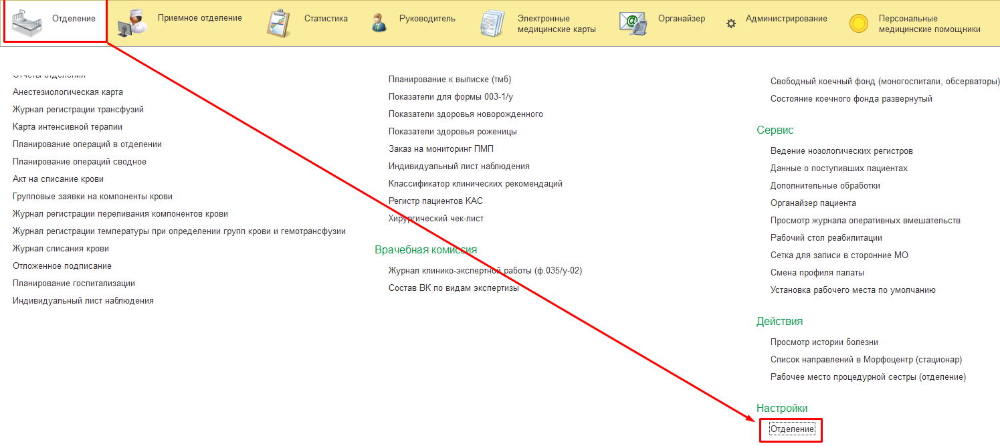 Отделение
Приемное отделение
Статистика
Руководитель
Электронные
медицинские карты
Органайзер
Администрирование
Персональные
медицинские помощники
Отчеты отделения
Анестезиологическая карта
Журнал регистрации трансфузий
Карта интенсивной терапии
Планирование операций в отделении
Планирование операций сводное
Акт на списание крови
Групповые заявки на компоненты крови
Журнал регистрации переливания компонентов крови
Журнал регистрации температуры при определении групп крови и гемотрансфузии
Журнал списания крови
Отложенное подписание
Планирование госпитализации
Индивидуальный лист наблюдения
Планирование к выписке (тмб)
Показатели для формы 003-1/у
Показатели здоровья новорожденного
Показатели здоровья роженицы
Заказ на мониторинг ПМП
Индивидуальный лист наблюдения
Классификатор клинических рекомендаций
Регистр пациентов КАС
Хирургический чек-лист
Врачебная комиссия
Журнал клинико-экспертной работы (ф.035/у-02)
Состав ВК по видам экспертизы
Свободный коечный фонд (моногоспитали, обсерваторы)
Состояние коечного фонда развернутый
Сервис
Ведение нозологических регистров
Данные о поступивших пациентах
Дополнительные обработки
Органайзер пациента
Просмотр журнала оперативных вмешательств
Рабочий стол реабилитации
Сетка для записи в сторонние МО
Смена профиля палаты
Установка рабочего места по умолчанию
Действия
Просмотр истории болезни
Список направлений в Морфоцентр (стационар)
Рабочее место процедурной сестры (отделение)
Настройки
Отделение